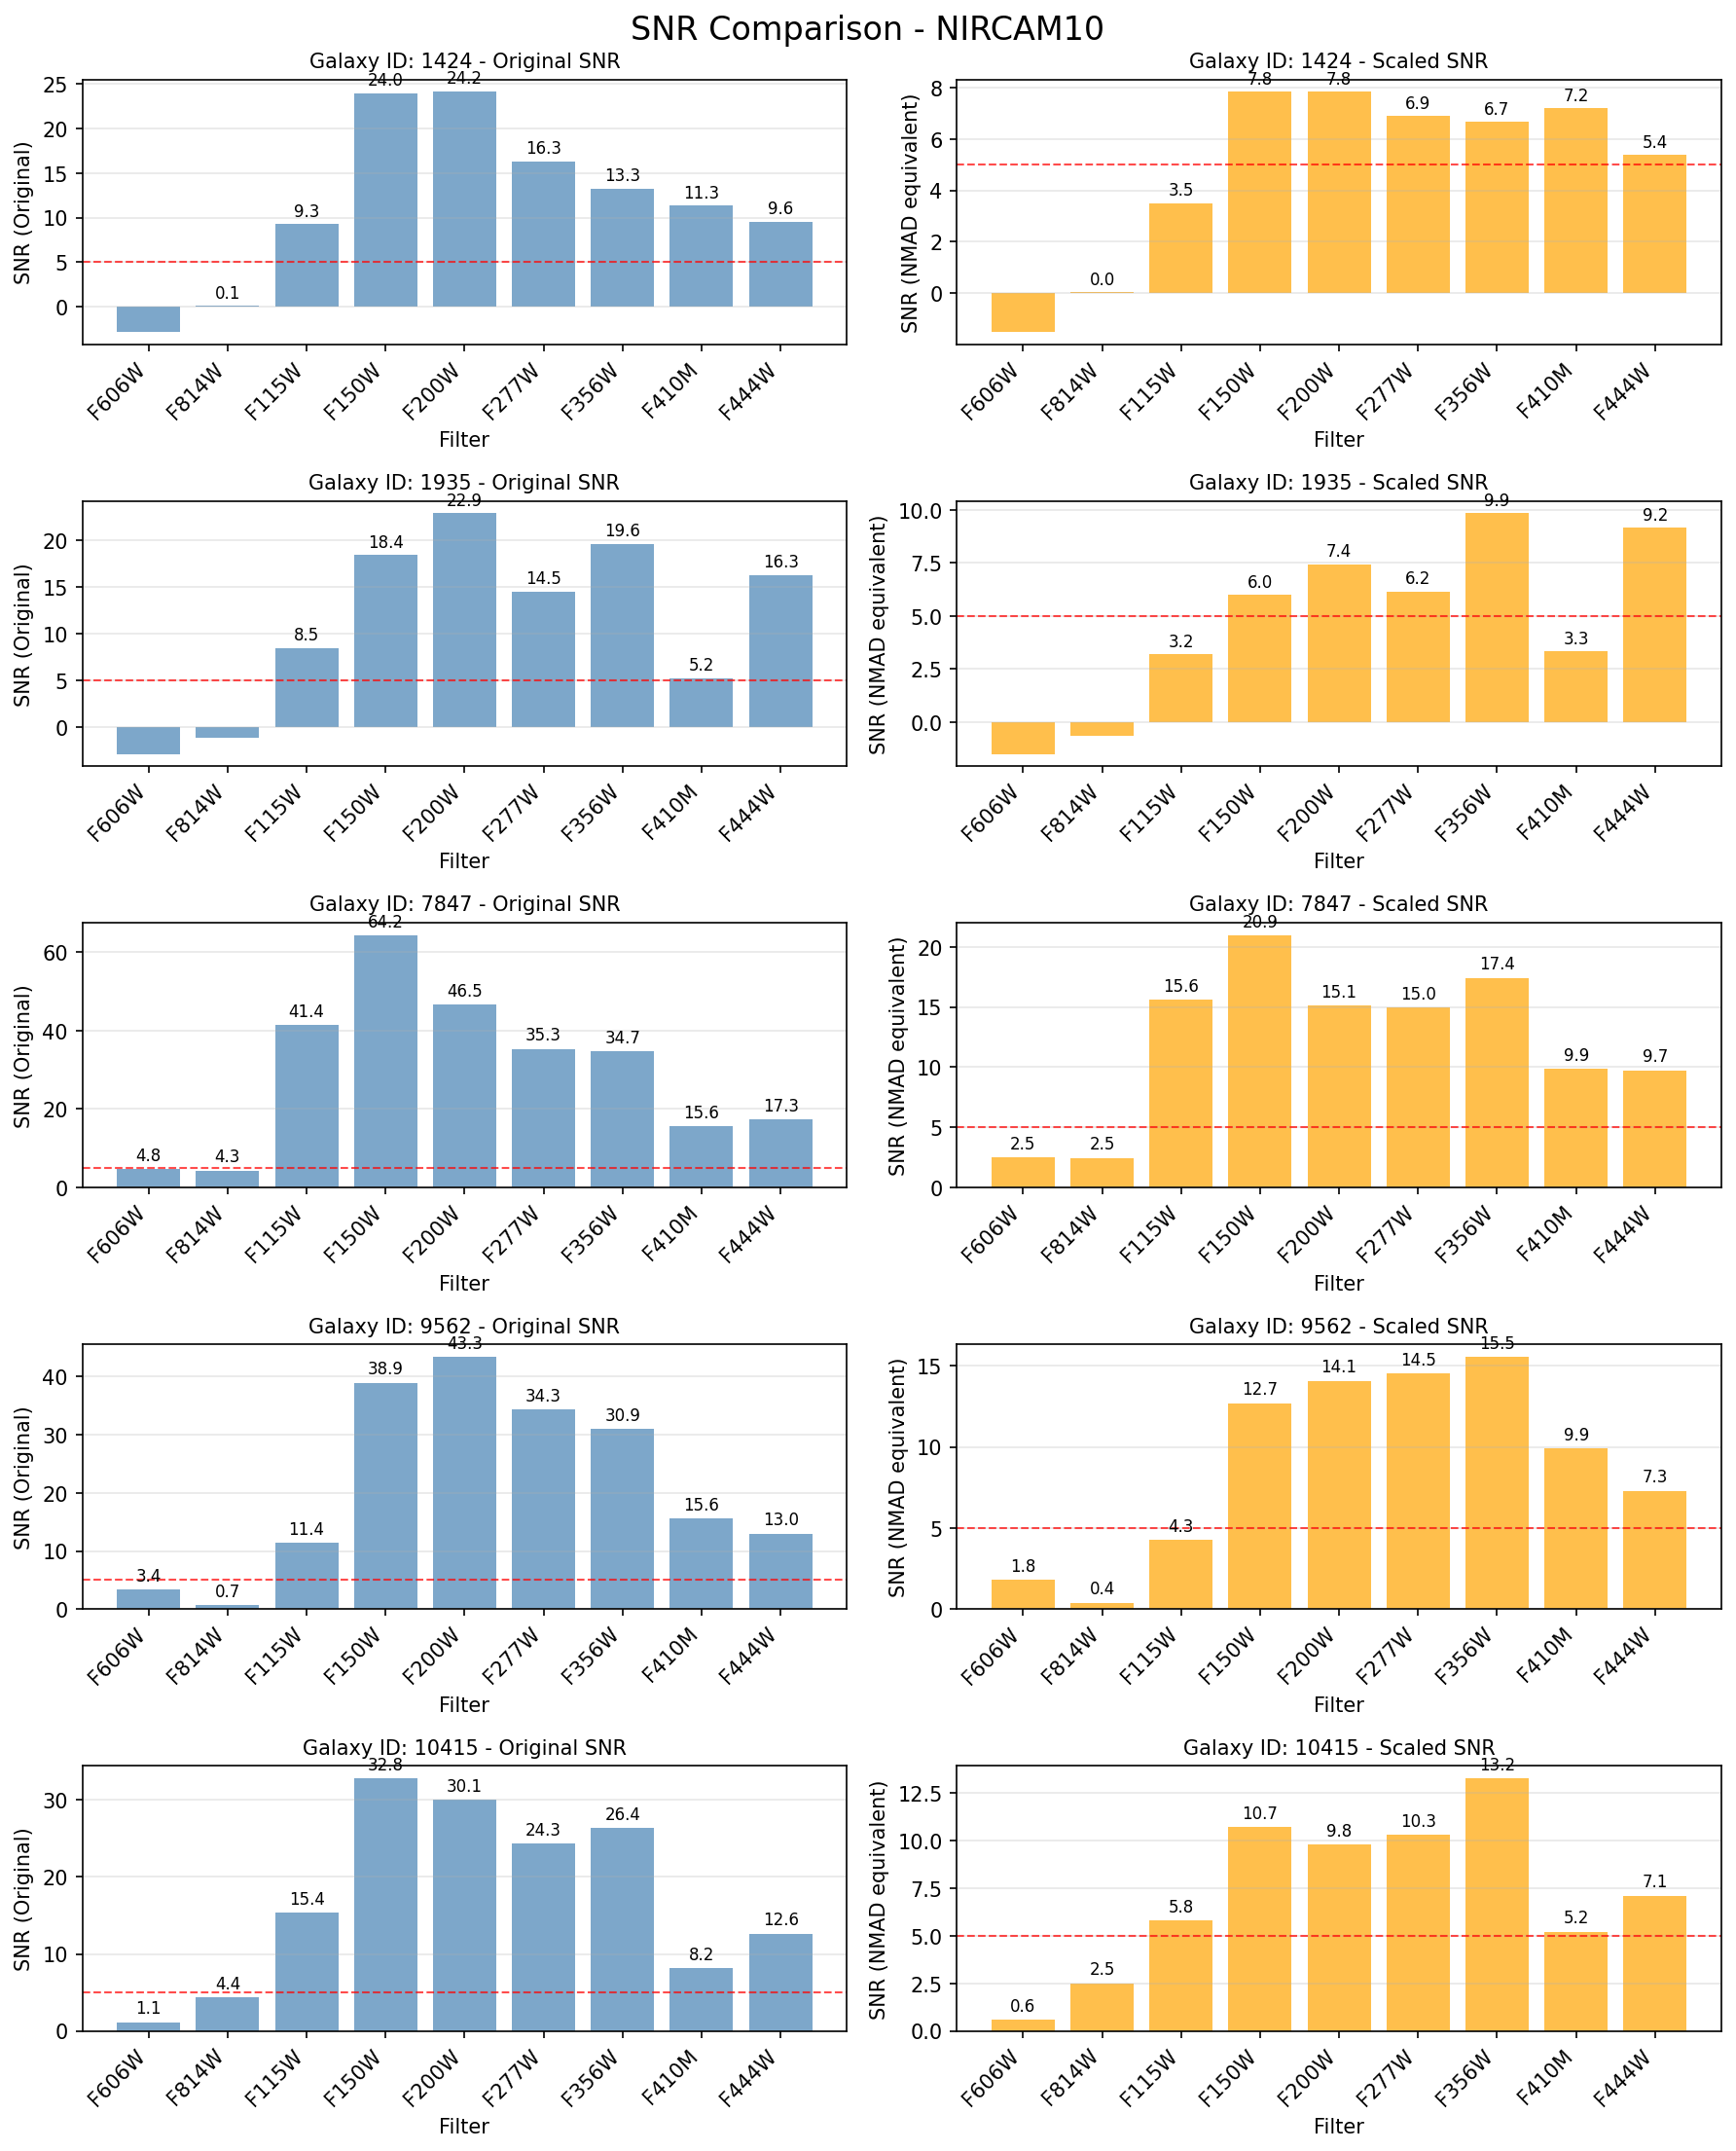 SNR Comparison - NIRCAM10
Galaxy ID: 1424 - Original SNR
SNR (Original)
25
20
15
10
5
0
0.1
9.3
24.0
24.2
16.3
13.3
11.3
9.6
F606W
F814W
F115W
F150W
F200W
F277W
F356W
F410M
F444W
Filter
Galaxy ID: 1424 - Scaled SNR
SNR (NMAD equivalent)
8
6
4
2
0
0.0
3.5
7.8
7.8
6.9
6.7
7.2
5.4
F606W
F814W
F115W
F150W
F200W
F277W
F356W
F410M
F444W
Filter
Galaxy ID: 1935 - Original SNR
SNR (Original)
20
15
10
5
0
8.5
18.4
22.9
14.5
19.6
5.2
16.3
F606W
F814W
F115W
F150W
F200W
F277W
F356W
F410M
F444W
Filter
Galaxy ID: 1935 - Scaled SNR
SNR (NMAD equivalent)
10.0
7.5
5.0
2.5
0.0
3.2
6.0
7.4
6.2
9.9
3.3
9.2
F606W
F814W
F115W
F150W
F200W
F277W
F356W
F410M
F444W
Filter
Galaxy ID: 7847 - Original SNR
SNR (Original)
60
40
20
0
4.8
4.3
41.4
64.2
46.5
35.3
34.7
15.6
17.3
F606W
F814W
F115W
F150W
F200W
F277W
F356W
F410M
F444W
Filter
Galaxy ID: 7847 - Scaled SNR
SNR (NMAD equivalent)
20
15
10
5
0
2.5
2.5
15.6
20.9
15.1
15.0
17.4
9.9
9.7
F606W
F814W
F115W
F150W
F200W
F277W
F356W
F410M
F444W
Filter
Galaxy ID: 9562 - Original SNR
SNR (Original)
40
30
20
10
0
3.4
0.7
11.4
38.9
43.3
34.3
30.9
15.6
13.0
F606W
F814W
F115W
F150W
F200W
F277W
F356W
F410M
F444W
Filter
Galaxy ID: 9562 - Scaled SNR
SNR (NMAD equivalent)
15
10
5
0
1.8
0.4
4.3
12.7
14.1
14.5
15.5
9.9
7.3
F606W
F814W
F115W
F150W
F200W
F277W
F356W
F410M
F444W
Filter
Galaxy ID: 10415 - Original SNR
SNR (Original)
30
20
10
0
1.1
4.4
15.4
32.8
30.1
24.3
26.4
8.2
12.6
F606W
F814W
F115W
F150W
F200W
F277W
F356W
F410M
F444W
Filter
Galaxy ID: 10415 - Scaled SNR
SNR (NMAD equivalent)
12.5
10.0
7.5
5.0
2.5
0.0
0.6
2.5
5.8
10.7
9.8
10.3
13.2
5.2
7.1
F606W
F814W
F115W
F150W
F200W
F277W
F356W
F410M
F444W
Filter